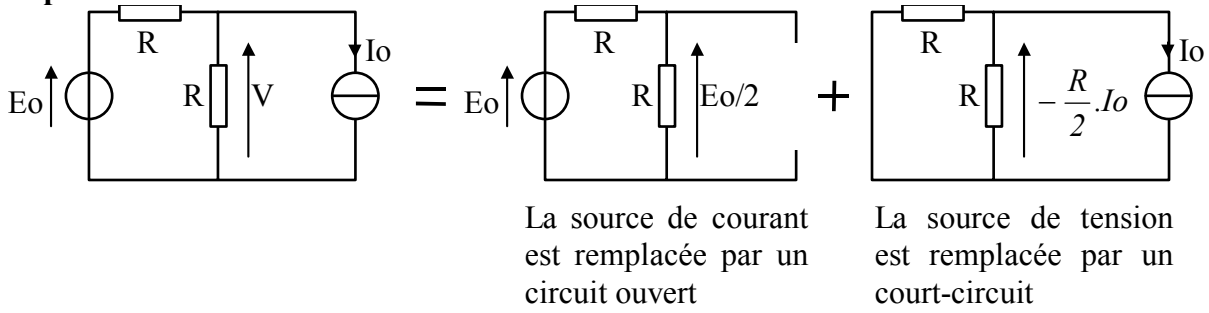 R
R
R
Io
Io
Eo
R
V
=
Eo
R
Eo/2
+
R
- R/2 .Io
La source de courant
est remplacée par un
circuit ouvert
La source de tension
est remplacée par un
court-circuit